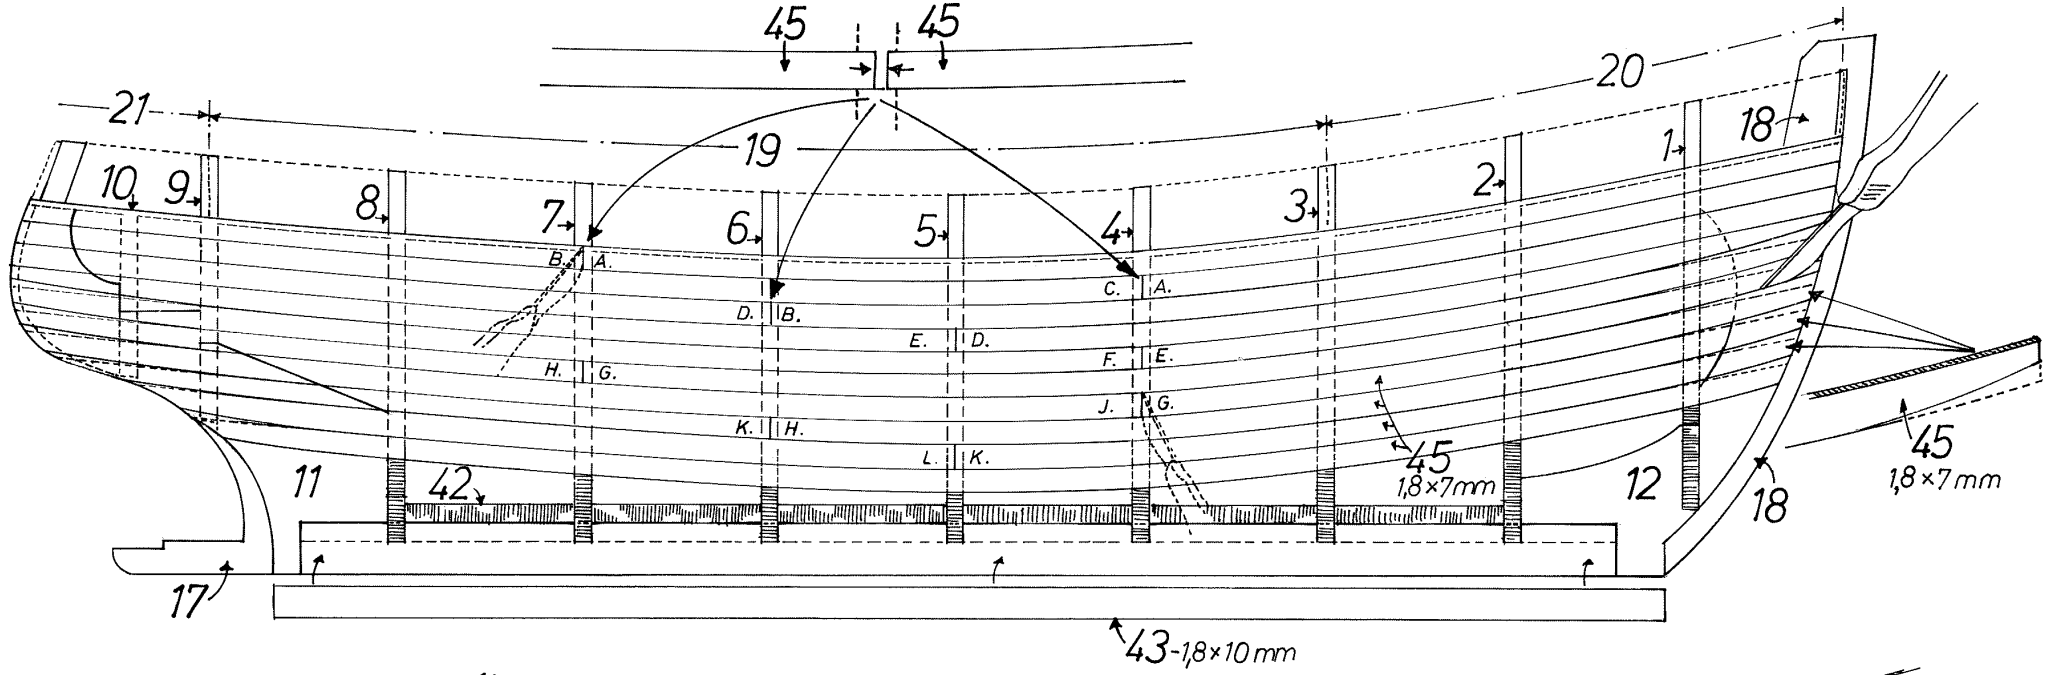 45 45
21
20
19
18
10 9
8
7
6
5
4
3
2
1
B. A.
C. A.
D. B.
E. D.
F. E.
H. G.
J. G.
K. H.
L. K.
45
1,8×7mm
45
1,8×7mm
11
42
12
18
17
43-1,8×10mm